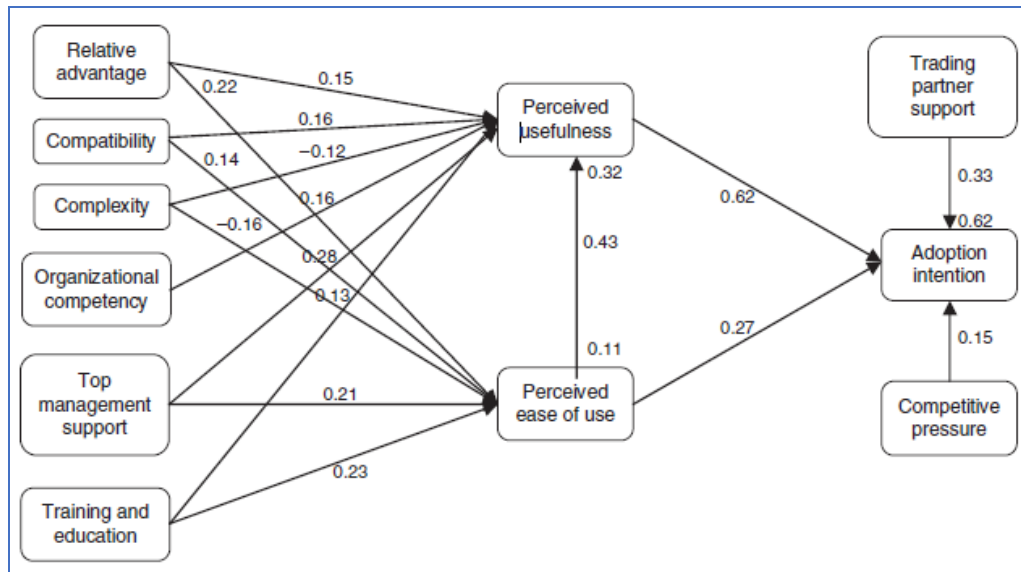 Relative
advantage
Compatibility
Complexity
Organizational
competency
Top
management
support
Training and
education
0.15
0.22
0.16
–0.12
0.14
0.16
–0.16
0.28
0.13
0.21
0.23
Perceived
usefulness
0.32
0.43
0.11
Perceived
ease of use
0.62
0.27
Trading
partner
support
0.33
0.62
Adoption
intention
0.15
Competitive
pressure